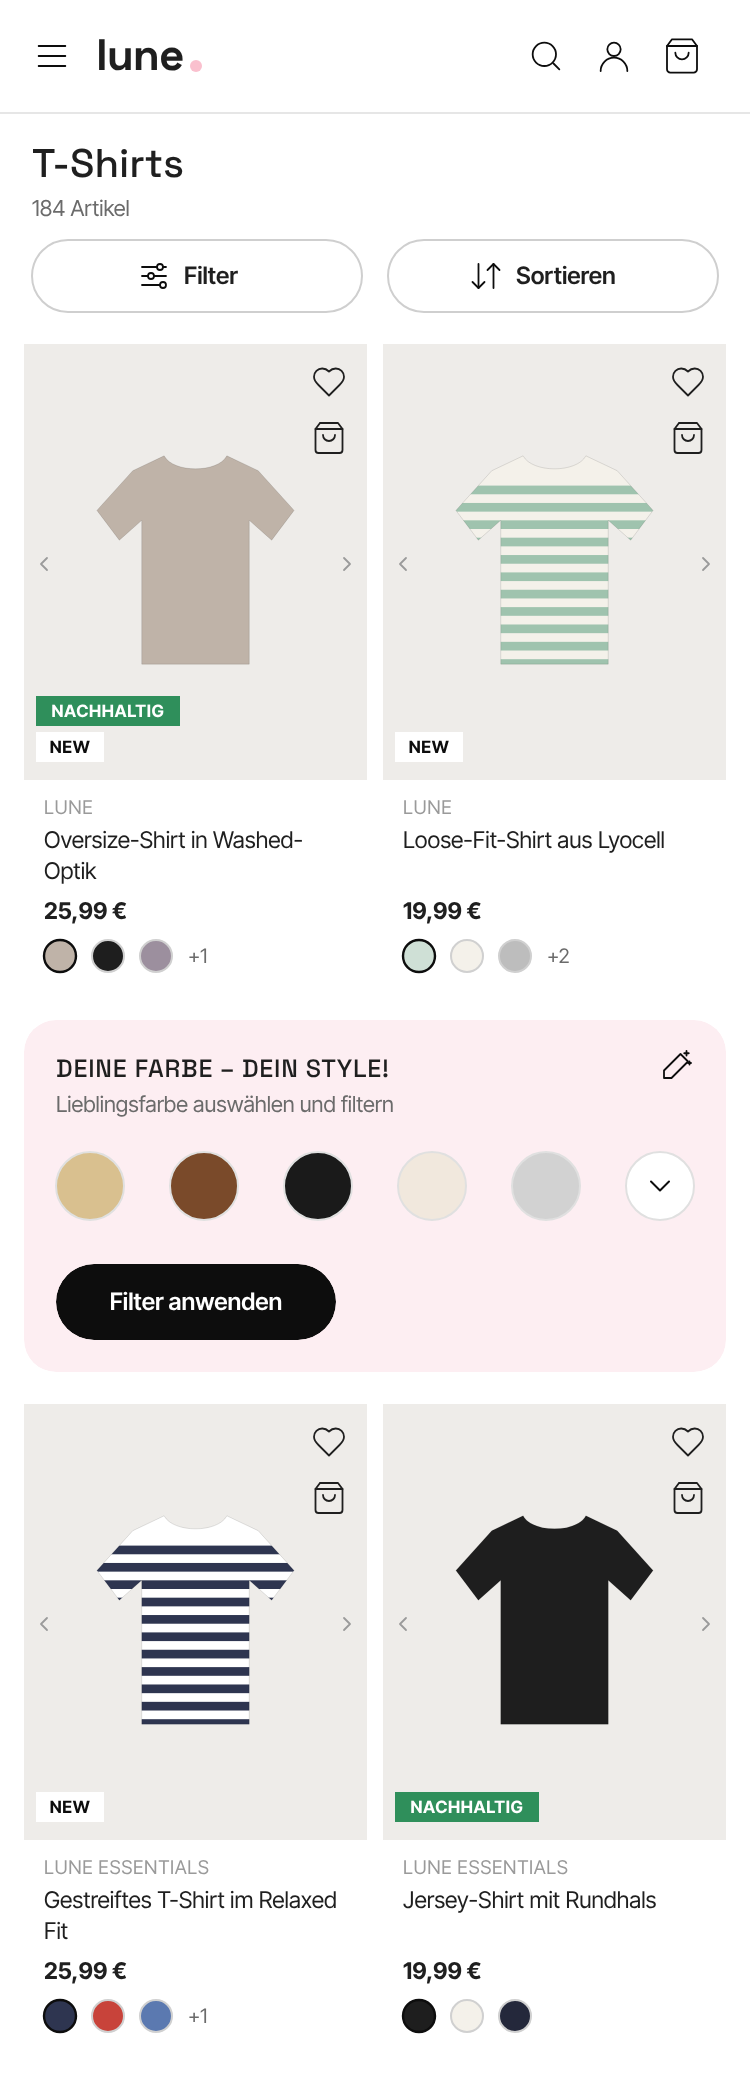 lune.
T-Shirts
184 Artikel
Filter
Sortieren
NACHHALTIG
NEW
NEW
LUNE
Oversize-Shirt in Washed-
Optik
25,99 €
+1
LUNE
Loose-Fit-Shirt aus Lyocell
19,99 €
+2
DEINE FARBE – DEIN STYLE!
Lieblingsfarbe auswählen und filtern
Filter anwenden
NEW
NACHHALTIG
LUNE ESSENTIALS
Gestreiftes T-Shirt im Relaxed
Fit
25,99 €
+1
LUNE ESSENTIALS
Jersey-Shirt mit Rundhals
19,99 €